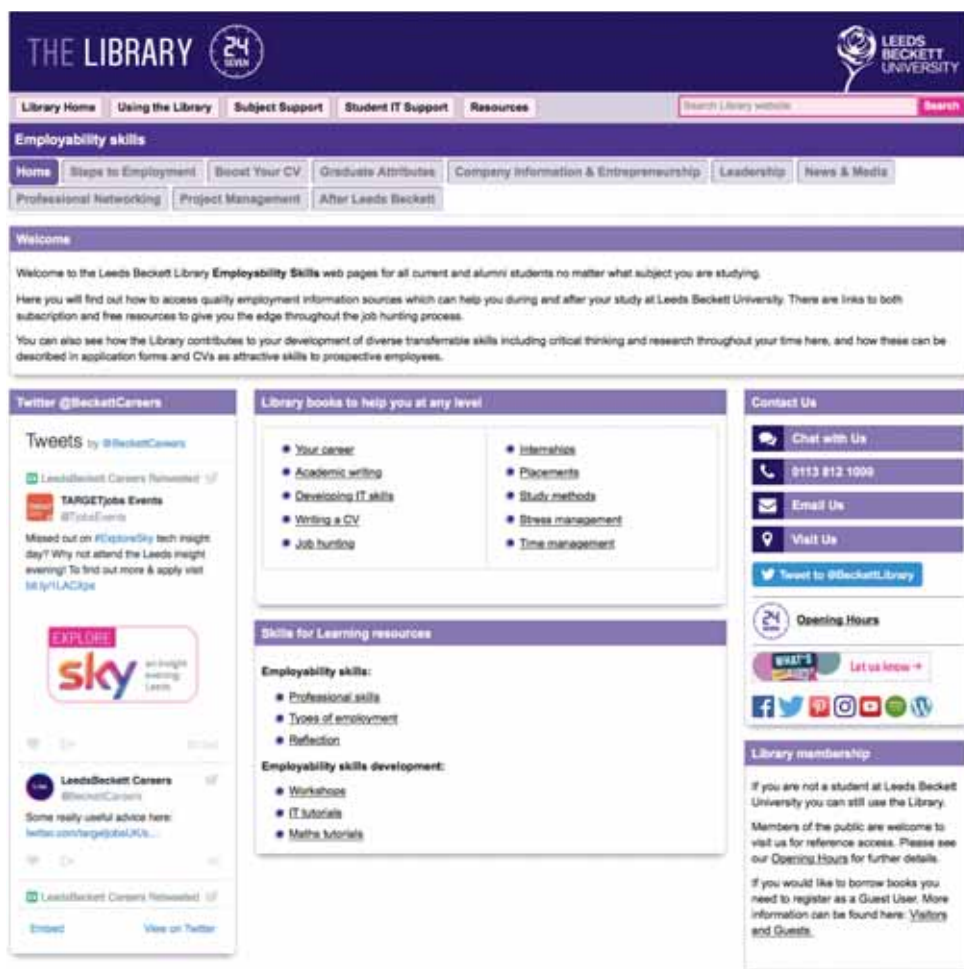 THE LIBRARY 24 SEVEN
LEEDS
BECKETT
UNIVERSITY
Library Home Using the Library Subject Support Student IT Support Resources Search Library website Search
Employability skills
Home Steps to Employment Boost Your CV Graduate Attributes Company Information & Entrepreneurship Leadership News & Media
Professional Networking Project Management After Leeds Beckett
Welcome
Welcome to the Leeds Beckett Library Employability Skills web pages for all current and alumni students no matter what subject you are studying.
Here you will find out how to access quality employment information sources which can help you during and after your study at Leeds Beckett University. There are links to both
subscription and free resources to give you the edge throughout the job hunting process.
You can also see how the Library contributes to your development of diverse transferrable skills including critical thinking and research throughout your time here, and how these can be
described in application forms and CVs as attractive skills to prospective employees.
Twitter @BeckettCareers
Tweets by @BeckettCareers
LeedsBeckett Careers Retweeted
TARGETjobs Events
@TjobsEvents
Missed out on #ExploreSky tech insight
day? Why not attend the Leeds insight
evening! To find out more & apply visit
EXPLORE
sky
an insight
evening
Leeds
LeedsBeckett Careers
@BeckettCareers
Some really useful advice here:
twitter.com/targetjobsUK/s...
LeedsBeckett Careers Retweeted
Embed View on Twitter
Library books to help you at any level
Your career
Academic writing
Developing IT skills
Writing a CV
Job hunting
Internships
Placements
Study methods
Stress management
Time management
Skills for Learning resources
Employability skills:
Professional skills
Types of employment
Reflection
Employability skills development:
Workshops
IT tutorials
Maths tutorials
Contact Us
Chat with Us
0113 812 1000
Email Us
Visit Us
Tweet to @BeckettLibrary
24 SEVEN Opening Hours
WHAT'S
Let us know
Library membership
If you are not a student at Leeds Beckett
University you can still use the Library.
Members of the public are welcome to
visit us for reference access. Please see
our Opening Hours for further details.
If you would like to borrow books you
need to register as a Guest User. More
information can be found here: Visitors
and Guests.